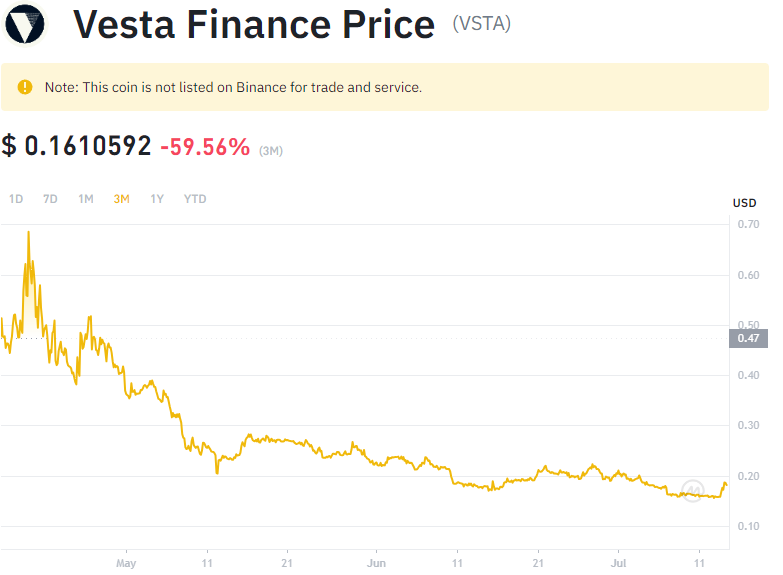 Vesta Finance Price (VSTA)
Note: This coin is not listed on Binance for trade and service.
$ 0.1610592 -59.56% (3M)
1D 7D 1M 3M 1Y YTD
USD
0.70
0.60
0.50
0.47
0.40
0.30
0.20
0.10
May 11 21 Jun 11 21 Jul 11